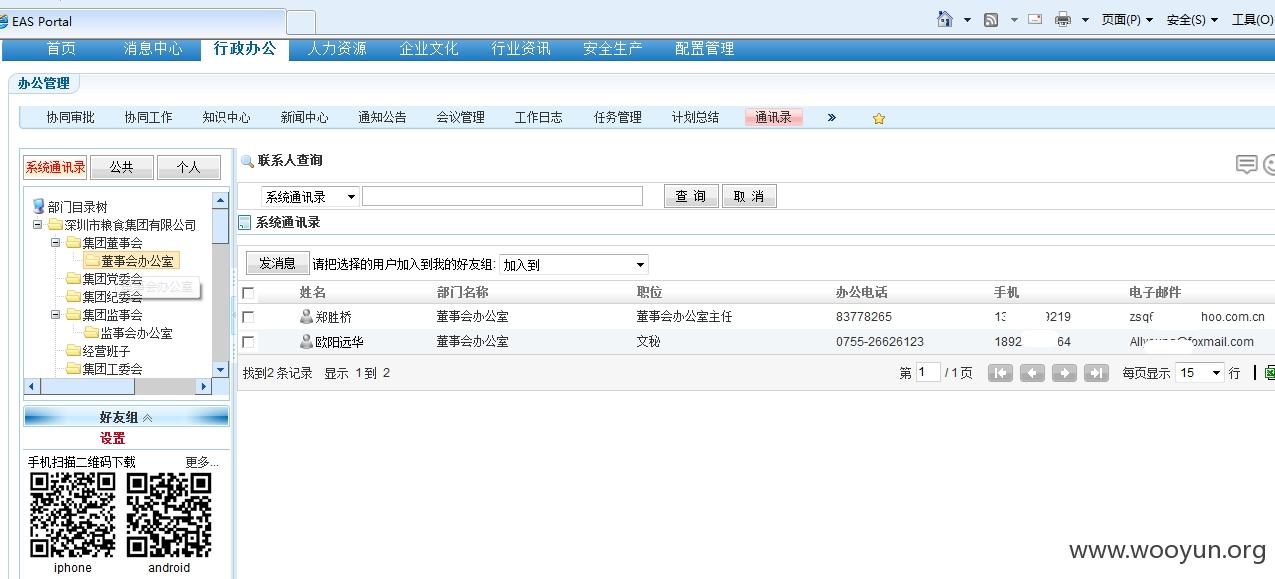 EAS Portal
页面(P) 安全(S) 工具(O)
首页 消息中心 行政办公 人力资源 企业文化 行业资讯 安全生产 配置管理
办公管理
协同审批 协同工作 知识中心 新闻中心 通知公告 会议管理 工作日志 任务管理 计划总结 通讯录 »
系统通讯录 公共 个人
联系人查询
系统通讯录 查询 取消
系统通讯录
部门目录树
深圳市粮食集团有限公司
集团董事会
董事会办公室
集团党委会
集团纪委会
集团监事会
监事会办公室
经营班子
集团工委会
发消息 请把选择的用户加入到我的好友组: 加入到
姓名 部门名称 职位 办公电话 手机 电子邮件
郑胜桥 董事会办公室 董事会办公室主任 83778265 13 9219 zsqf hoo.com.cn
欧阳远华 董事会办公室 文秘 0755-26626123 1892 64 @foxmail.com
找到2 条记录 显示 1到 2 第 1 / 1页 每页显示 15 行
好友组
设置
手机扫描二维码下载 更多...
iphone android
www.wooyun.org